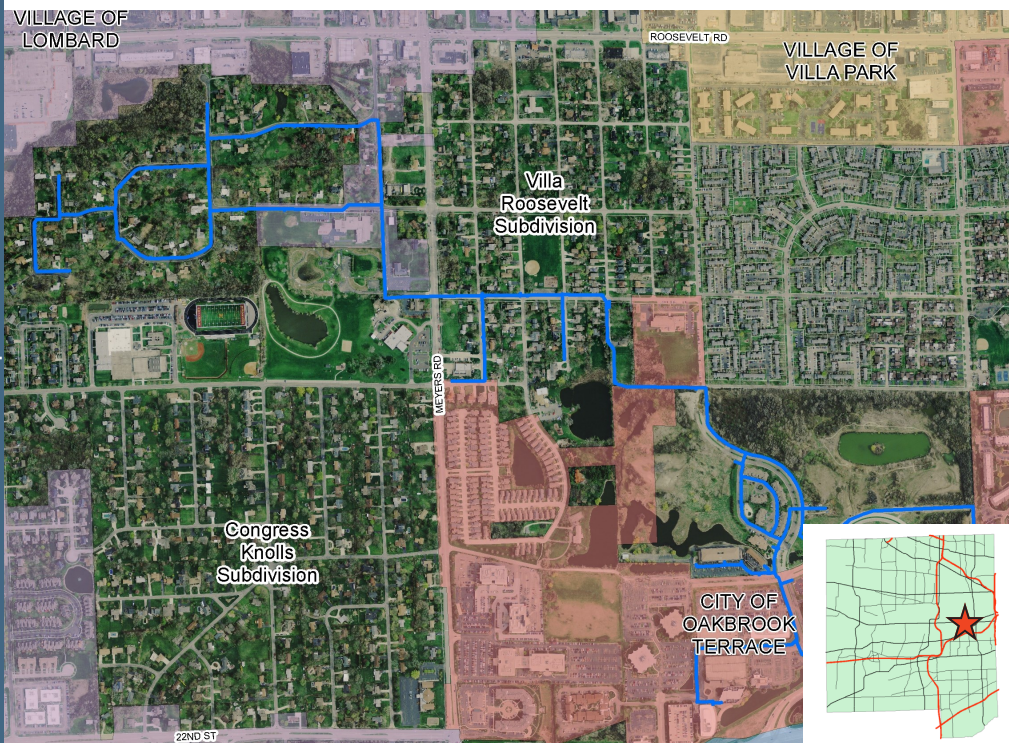 VILLAGE OF
LOMBARD
ROOSEVELT RD
VILLAGE OF
VILLA PARK
Villa
Roosevelt
Subdivision
MEYERS RD
Congress
Knolls
Subdivision
CITY OF
OAKBROOK
TERRACE
22ND ST